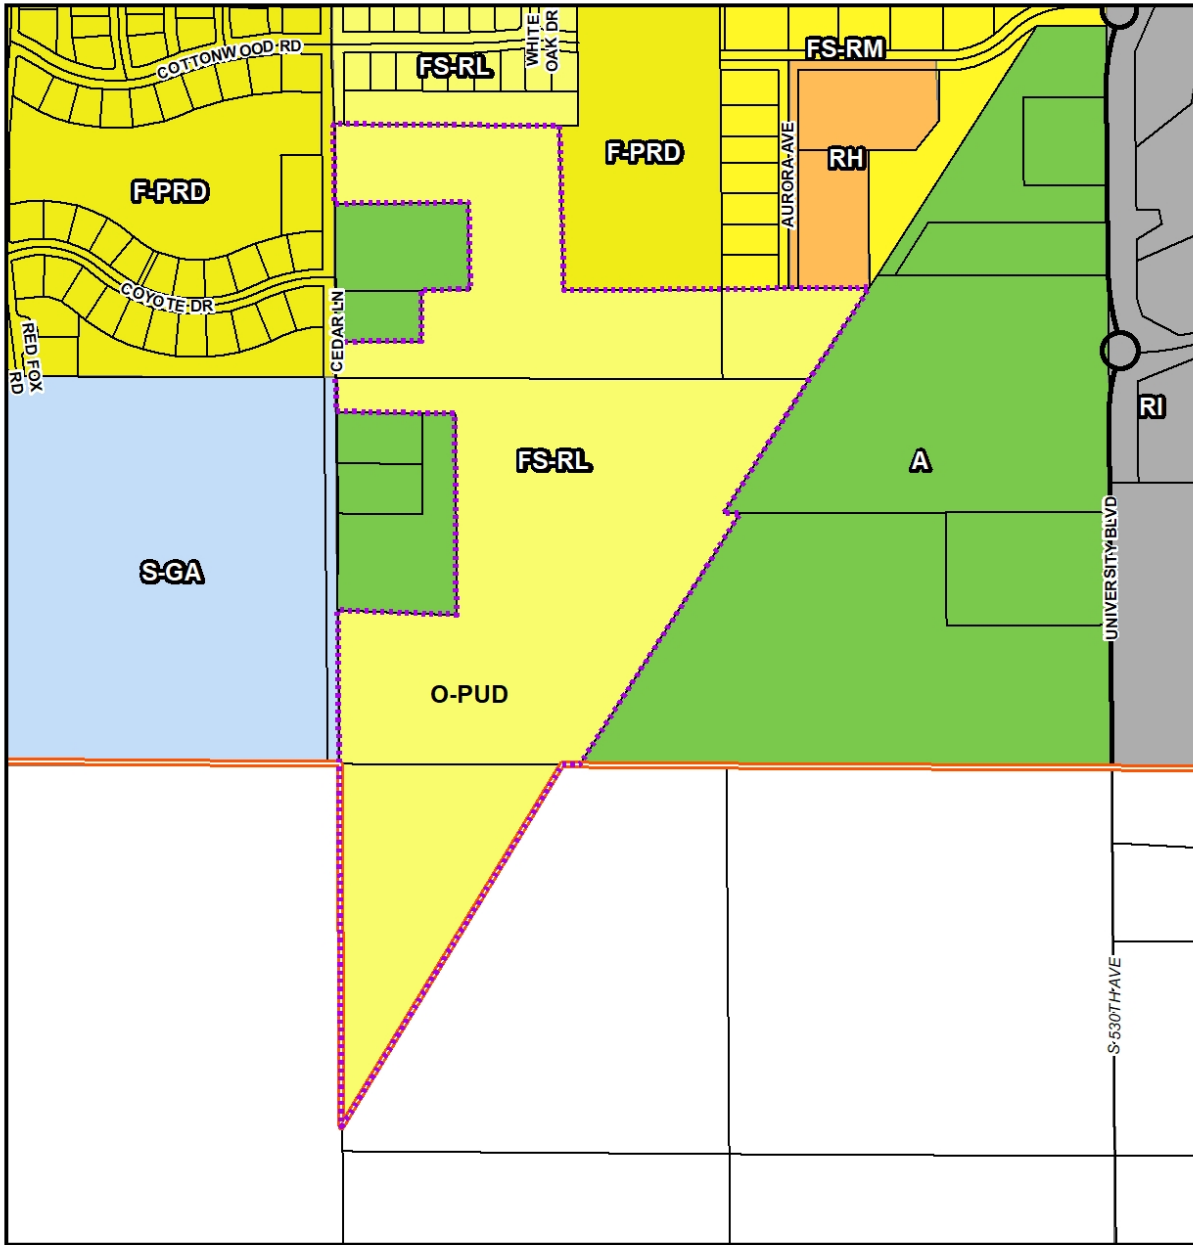 COTTONWOOD RD
FS-RL
WHITE
OAK DR
FS-RM
F-PRD
F-PRD
AURORA AVE
RH
COYOTE DR
CEDAR LN
RED FOX
RD
RI
FS-RL
A
S-GA
UNIVERSITY BLVD
O-PUD
S 530TH AVE